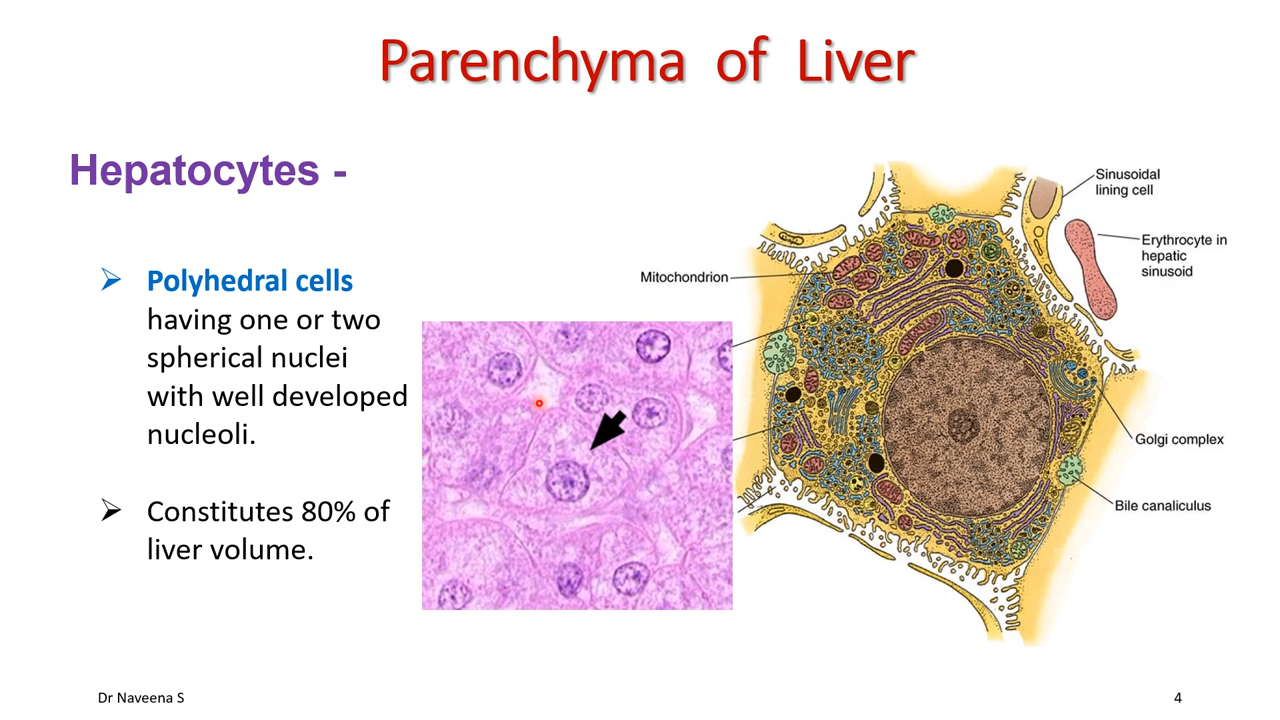 Parenchyma of Liver
Hepatocytes -
Polyhedral cells
having one or two
spherical nuclei
with well developed
nucleoli.
Constitutes 80% of
liver volume.
Sinusoidal
lining cell
Erythrocyte in
hepatic
sinusoid
Mitochondrion
Golgi complex
Bile canaliculus
Dr Naveena S
4